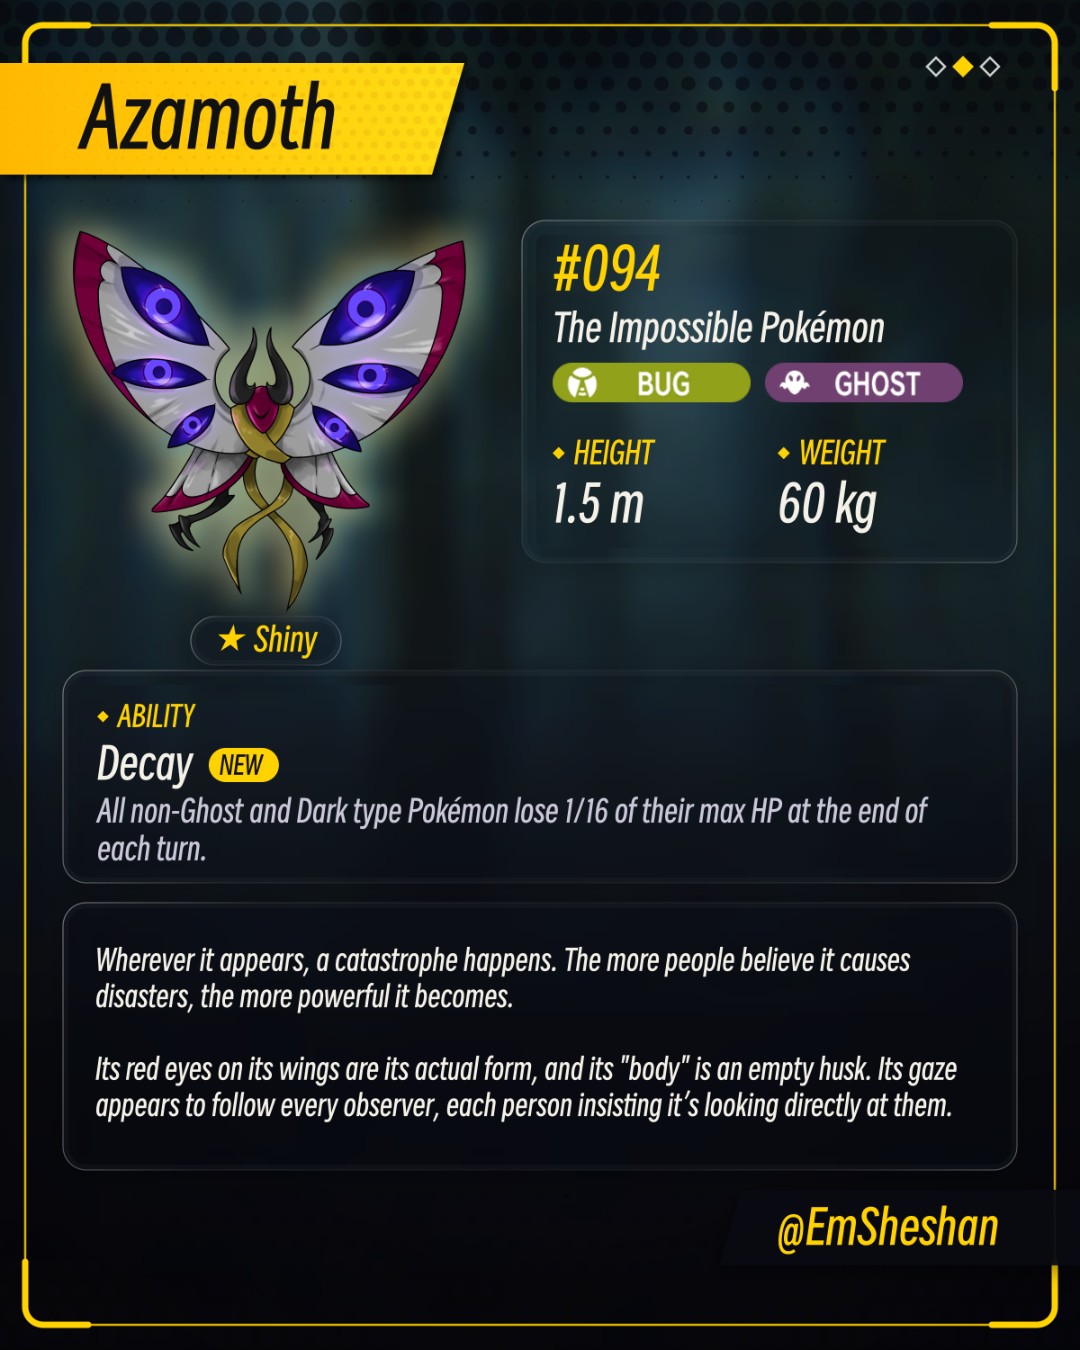 Azamoth
#094
The Impossible Pokémon
BUG
GHOST
HEIGHT
WEIGHT
1.5 m
60 kg
Shiny
ABILITY
Decay NEW
All non-Ghost and Dark type Pokémon lose 1/16 of their max HP at the end of
each turn.
Wherever it appears, a catastrophe happens. The more people believe it causes
disasters, the more powerful it becomes.
Its red eyes on its wings are its actual form, and its "body" is an empty husk. Its gaze
appears to follow every observer, each person insisting it’s looking directly at them.
@EmSheshan